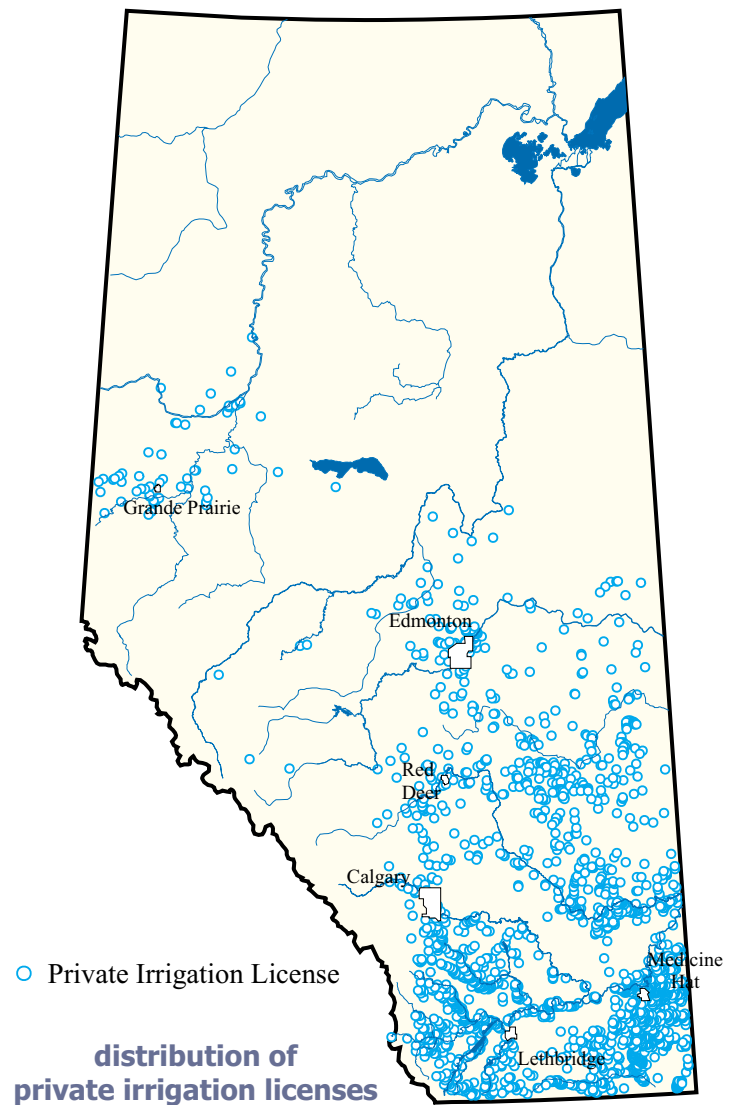 Grande Prairie
Edmonton
Red
Deer
Calgary
Medicine
Hat
Private Irrigation License
Lethbridge
distribution of
private irrigation licenses